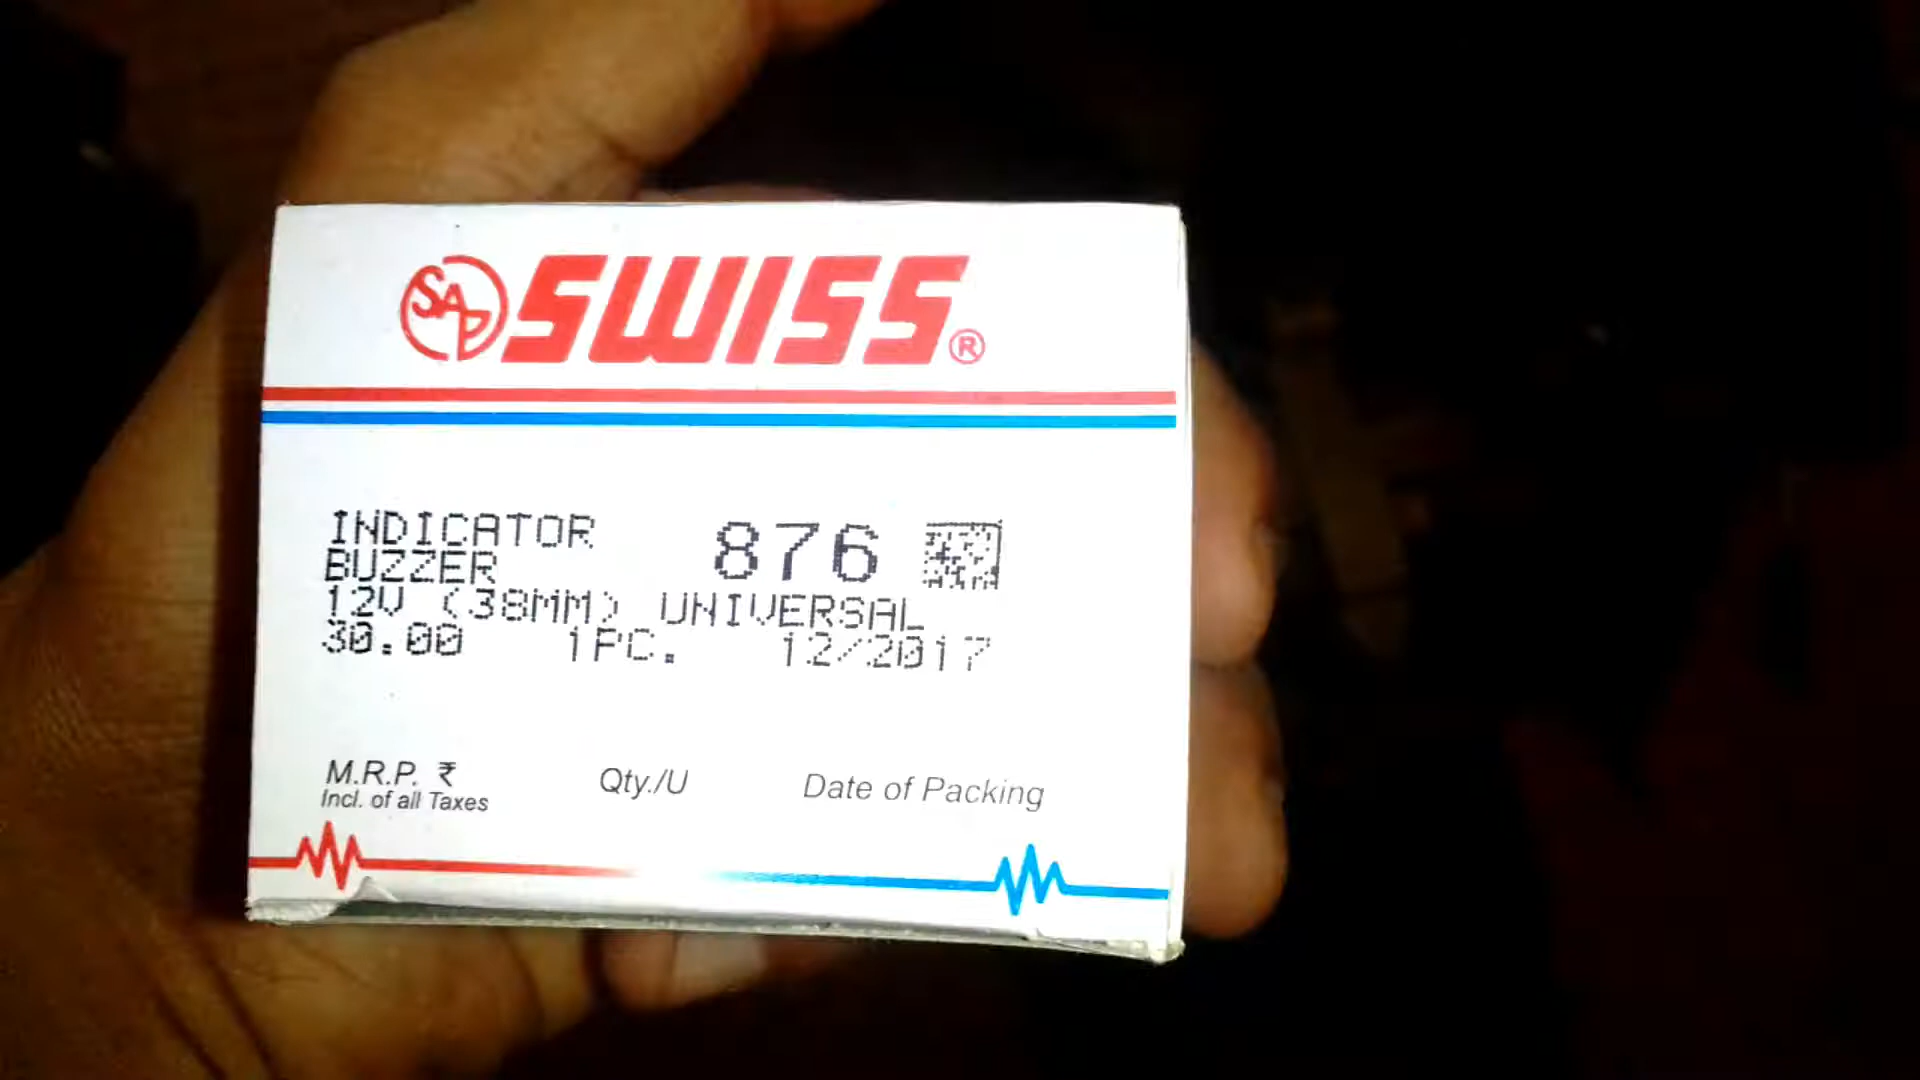 SAP SWISS®
INDICATOR
BUZZER 876
12V (38MM) UNIVERSAL
30.00 1PC. 12/2017
M.R.P. ₹ Qty./U Date of Packing
Incl. of all Taxes